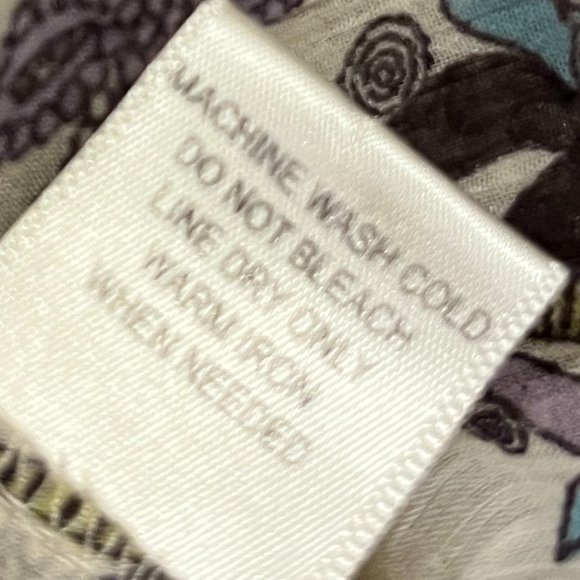 MACHINE WASH COLD
DO NOT BLEACH
LINE DRY ONLY
WARM IRON
WHEN NEEDED